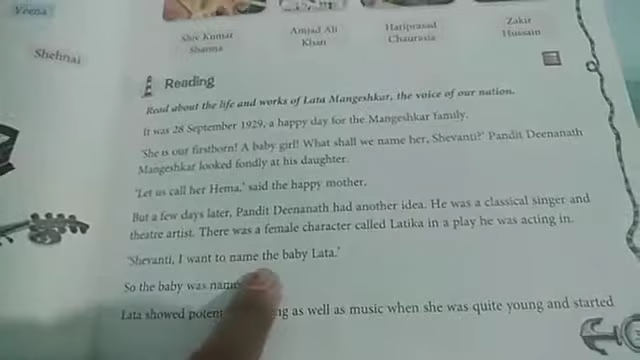 Veena
Shehnai
Shiv Kumar
Sharma
Amjad Ali
Khan
Hariprasad
Chaurasia
Zakir
Hussain
Reading
Read about the life and works of Lata Mangeshkar, the voice of our nation.
It was 28 September 1929, a happy day for the Mangeshkar family.
'She is our firstborn! A baby girl! What shall we name her, Shevanti?' Pandit Deenanath
Mangeshkar looked fondly at his daughter.
'Let us call her Hema,' said the happy mother.
But a few days later, Pandit Deenanath had another idea. He was a classical singer and
theatre artist. There was a female character called Latika in a play he was acting in.
'Shevanti, I want to name the baby Lata.'
So the baby was name
Lata showed potent ng as well as music when she was quite young and started